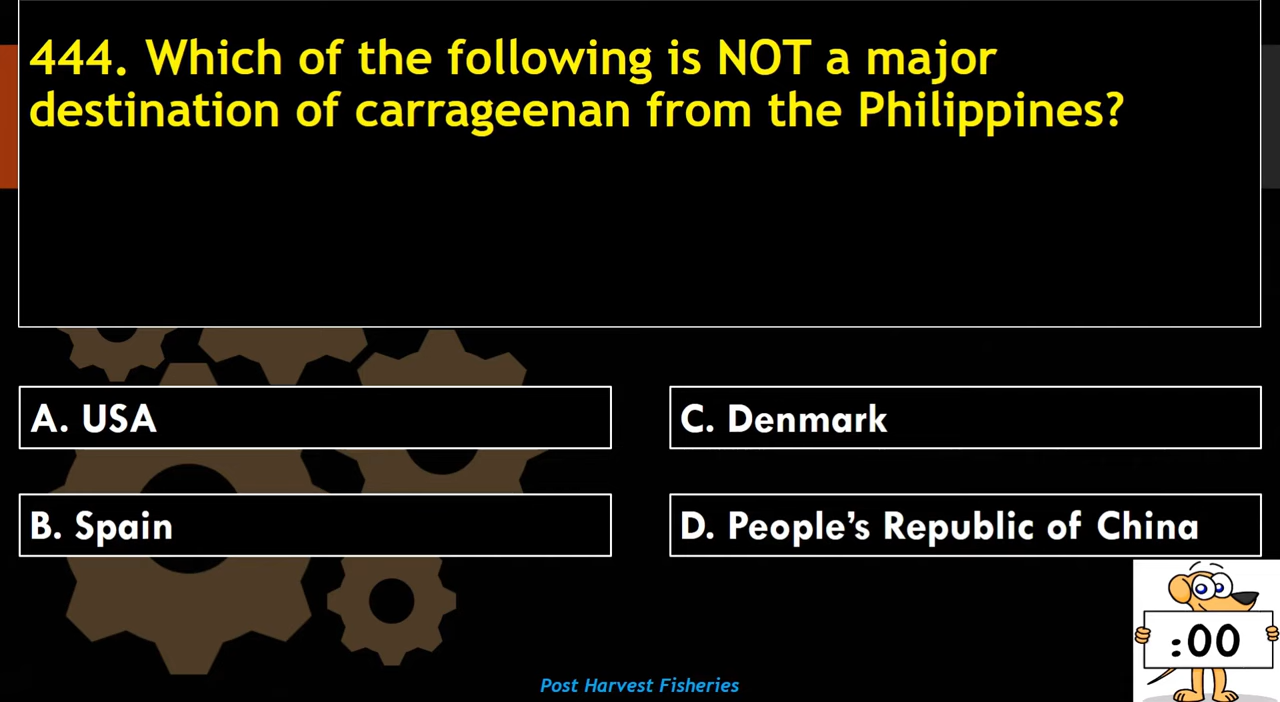 444. Which of the following is NOT a major
destination of carrageenan from the Philippines?
A. USA
C. Denmark
B. Spain
D. People's Republic of China
:00
Post Harvest Fisheries